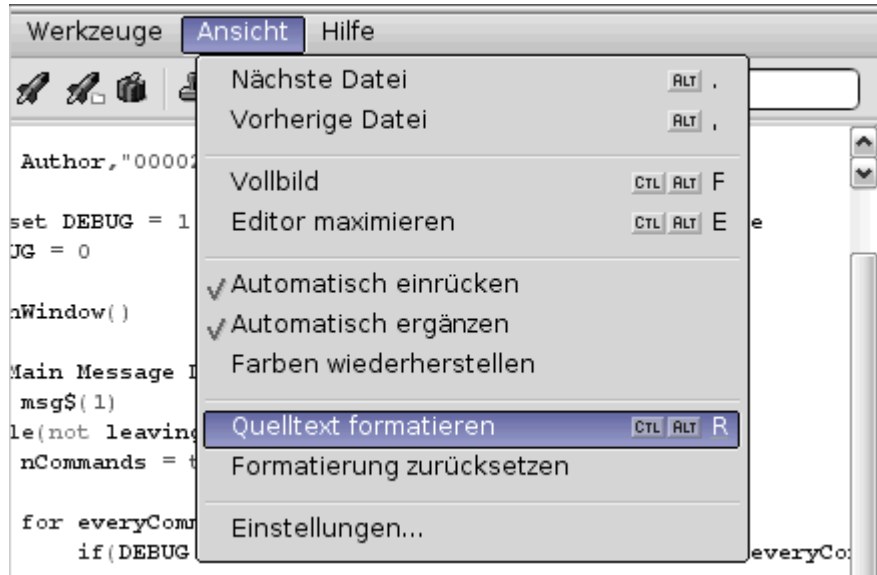 Werkzeuge Ansicht Hilfe
Nächste Datei ALT .
Vorherige Datei ALT ,
Author,"0000
Vollbild CTL ALT F
set DEBUG = 1 Editor maximieren CTL ALT E e
UG = 0
Automatisch einrücken
nWindow()
Automatisch ergänzen
Main Message Farben wiederherstellen
msg$(1)
le(not leaving Quelltext formatieren CTL ALT R
nCommands = Formatierung zurücksetzen
for everyComm Einstellungen...
if(DEBUG everyCo